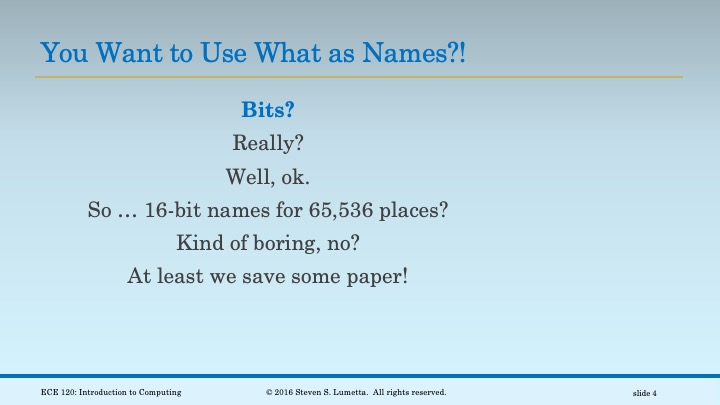 You Want to Use What as Names?!
Bits?
Really?
Well, ok.
So … 16-bit names for 65,536 places?
Kind of boring, no?
At least we save some paper!
ECE 120: Introduction to Computing
© 2016 Steven S. Lumetta.  All rights reserved.
slide 4